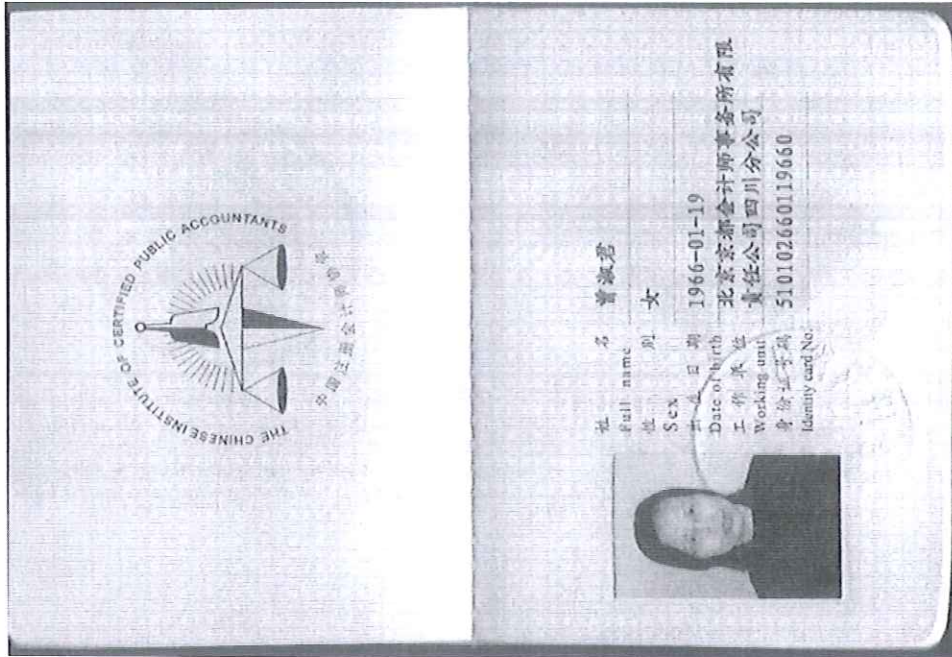 THE CHINESE INSTITUTE OF CERTIFIED PUBLIC ACCOUNTANTS
中国注册会计师协会
姓 名 曾淑君
Full name
性 别 女
Sex
出 生 日 期 1966-01-19
Date of birth
工 作 单 位 北京京都会计师事务所有限
责任公司四川分公司
Working unit
身份证号码 510102660119660
Identity card No.